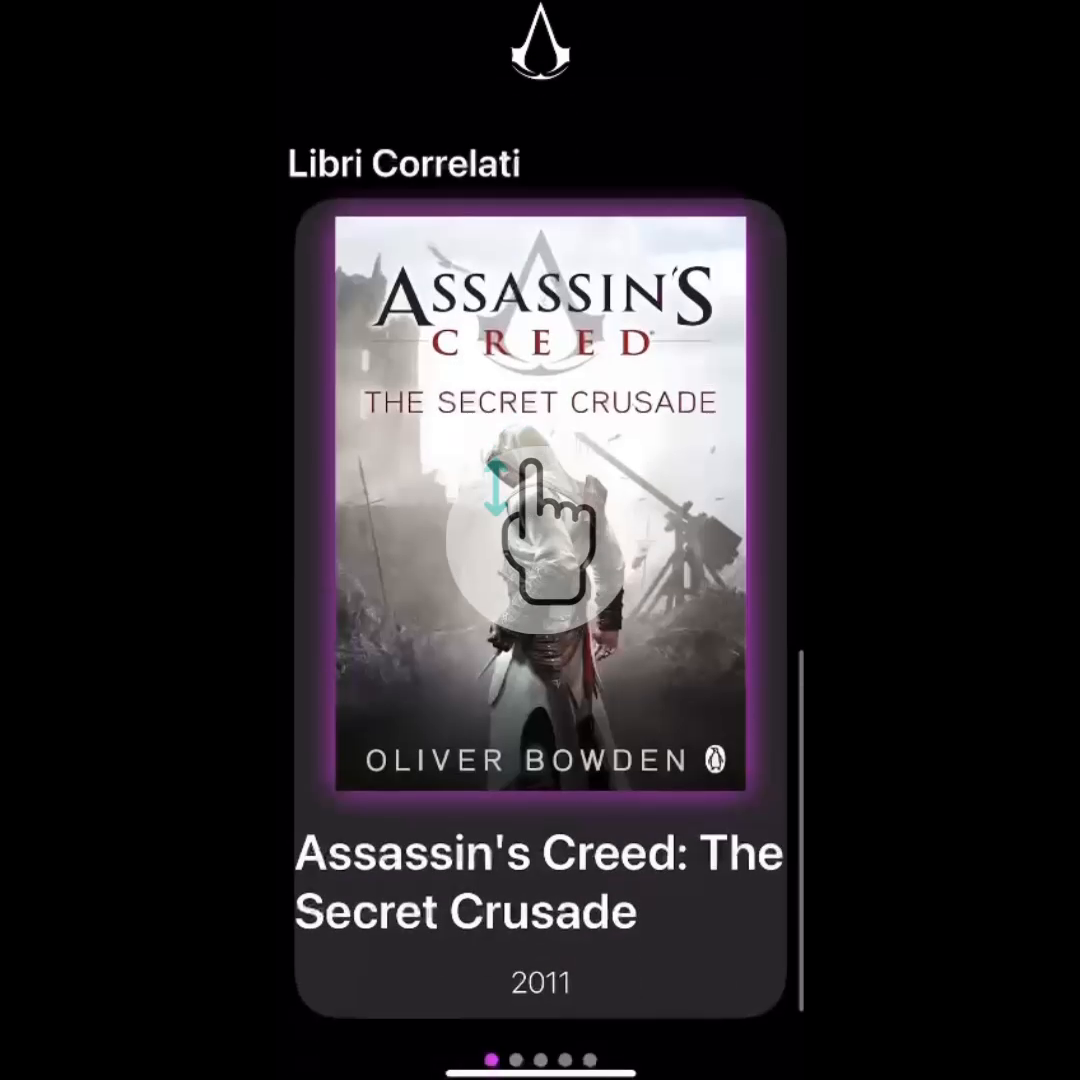 Libri Correlati
ASSASSIN'S
CREED
THE SECRET CRUSADE
OLIVER BOWDEN
Assassin's Creed: The
Secret Crusade
2011